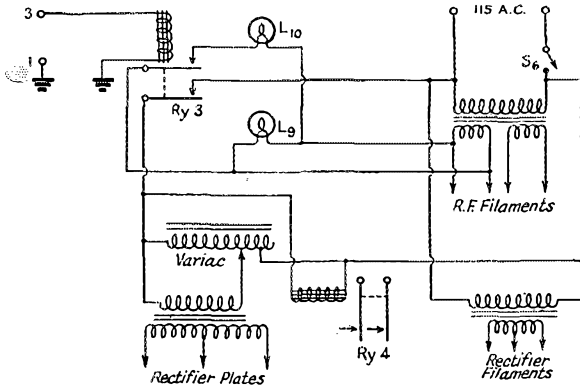 3
115 A.C.
L10
S6
1
Ry 3
L9
R.F. Filaments
Variac
Ry 4
Rectifier Plates
Rectifier
Filaments